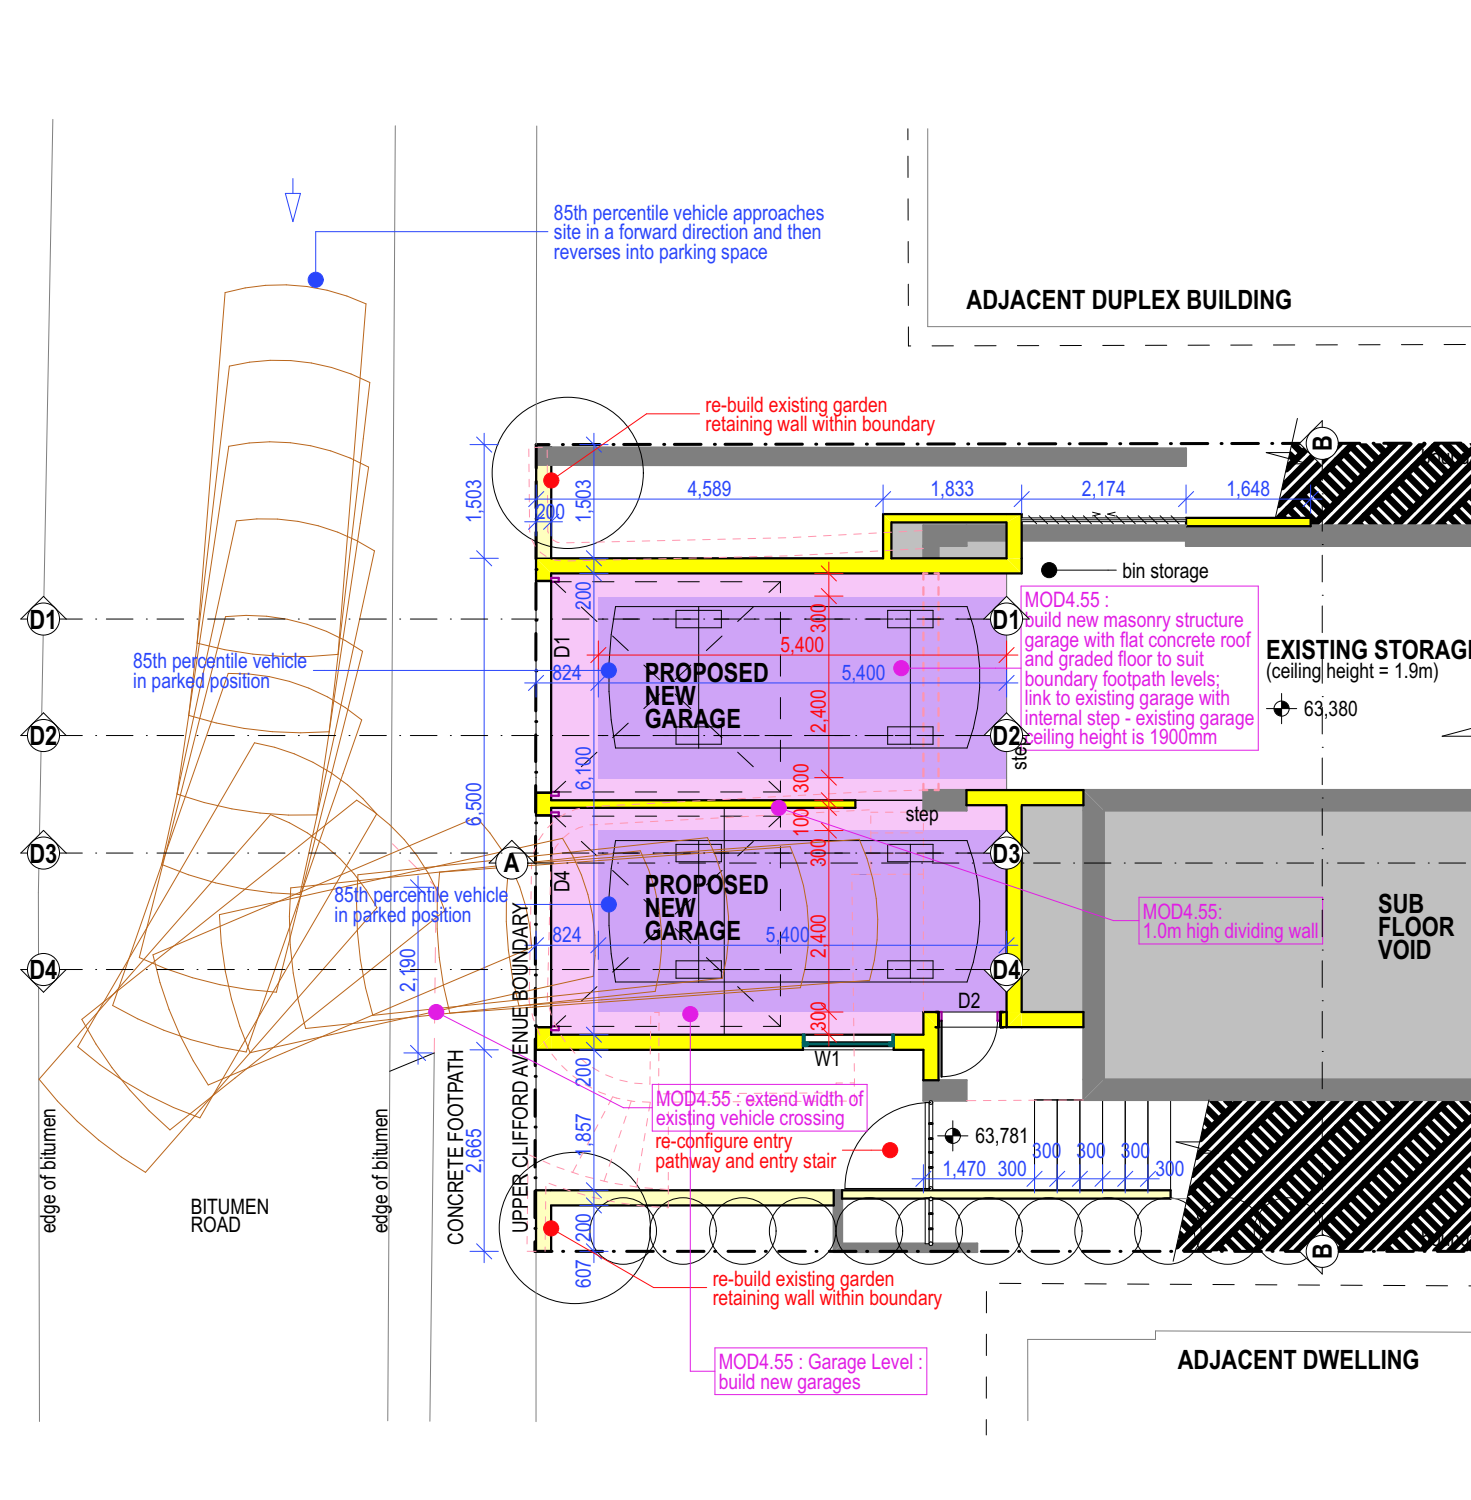 85th percentile vehicle approaches
site in a forward direction and then
reverses into parking space
ADJACENT DUPLEX BUILDING
re-build existing garden
retaining wall within boundary
B
1,503
1,503
200
4,589
1,833
2,174
1,648
bin storage
MOD4.55 :
build new masonry structure
garage with flat concrete roof
and graded floor to suit
boundary footpath levels;
link to existing garage with
internal step - existing garage
ceiling height is 1900mm
EXISTING STORAGE
(ceiling height = 1.9m)
63,380
D1
D1
D1
200
300
5,400
85th percentile vehicle
in parked position
824
PROPOSED
NEW
GARAGE
5,400
2,400
D2
D2
6,100
300
6,500
step
100
300
D3
D3
A
D4
85th percentile vehicle
in parked position
PROPOSED
NEW
GARAGE
824
5,400
2,400
MOD4.55:
1.0m high dividing wall
SUB
FLOOR
VOID
D4
D4
2,190
300
D2
W1
200
MOD4.55 : extend width of
existing vehicle crossing
re-configure entry
pathway and entry stair
63,781
1,857
2,665
1,470
300
300
300
300
300
edge of bitumen
BITUMEN
ROAD
edge of bitumen
CONCRETE FOOTPATH
UPPER CLIFFORD AVENUE BOUNDARY
200
607
B
re-build existing garden
retaining wall within boundary
MOD4.55 : Garage Level :
build new garages
ADJACENT DWELLING